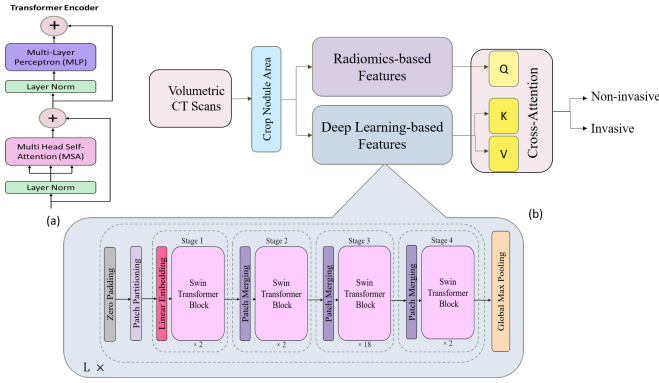 Transformer Encoder
+
Multi-Layer
Perceptron (MLP)
Layer Norm
+
Multi Head Self-
Attention (MSA)
Layer Norm
(a)
Volumetric
CT Scans
Crop Nodule Area
Radiomics-based
Features
Deep Learning-based
Features
Q
K
V
Cross-Attention
Non-invasive
Invasive
(b)
Zero Padding
Patch Partitioning
Stage 1
Linear Embedding
Swin
Transformer
Block
× 2
Stage 2
Patch Merging
Swin
Transformer
Block
× 2
Stage 3
Patch Merging
Swin
Transformer
Block
× 18
Stage 4
Patch Merging
Swin
Transformer
Block
× 2
Global Max Pooling
L ×